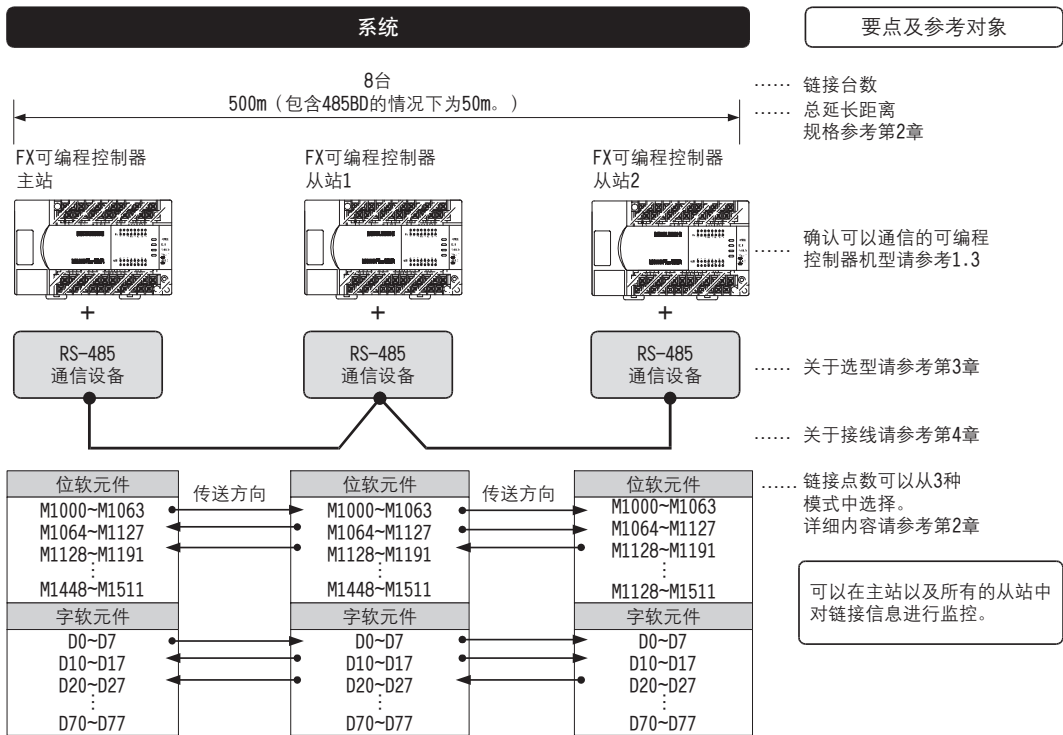 系统
要点及参考对象
8台
500m（包含485BD的情况下为50m。）
…… 链接台数
…… 总延长距离
规格参考第2章
FX可编程控制器
主站
FX可编程控制器
从站1
FX可编程控制器
从站2
…… 确认可以通信的可编程
控制器机型请参考1.3
+
+
+
RS-485
通信设备
RS-485
通信设备
RS-485
通信设备
…… 关于选型请参考第3章
…… 关于接线请参考第4章
位软元件
M1000~M1063
M1064~M1127
M1128~M1191
⋮
M1448~M1511
字软元件
D0~D7
D10~D17
D20~D27
⋮
D70~D77
传送方向
位软元件
M1000~M1063
M1064~M1127
M1128~M1191
⋮
M1448~M1511
字软元件
D0~D7
D10~D17
D20~D27
⋮
D70~D77
传送方向
位软元件
M1000~M1063
M1064~M1127
M1128~M1191
⋮
M1128~M1511
字软元件
D0~D7
D10~D17
D20~D27
⋮
D70~D77
…… 链接点数可以从3种
模式中选择。
详细内容请参考第2章
可以在主站以及所有的从站中
对链接信息进行监控。